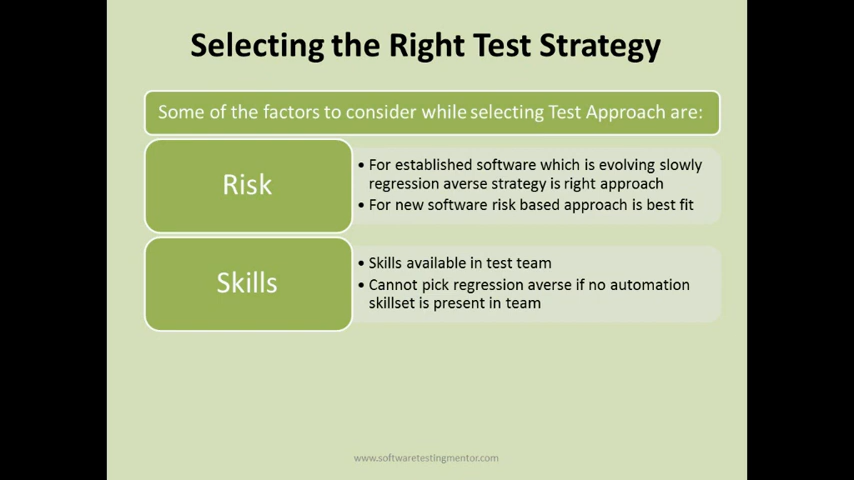 Selecting the Right Test Strategy
Some of the factors to consider while selecting Test Approach are:
Risk
• For established software which is evolving slowly
regression averse strategy is right approach
• For new software risk based approach is best fit
Skills
• Skills available in test team
• Cannot pick regression averse if no automation
skillset is present in team
www.softwaretestingmentor.com